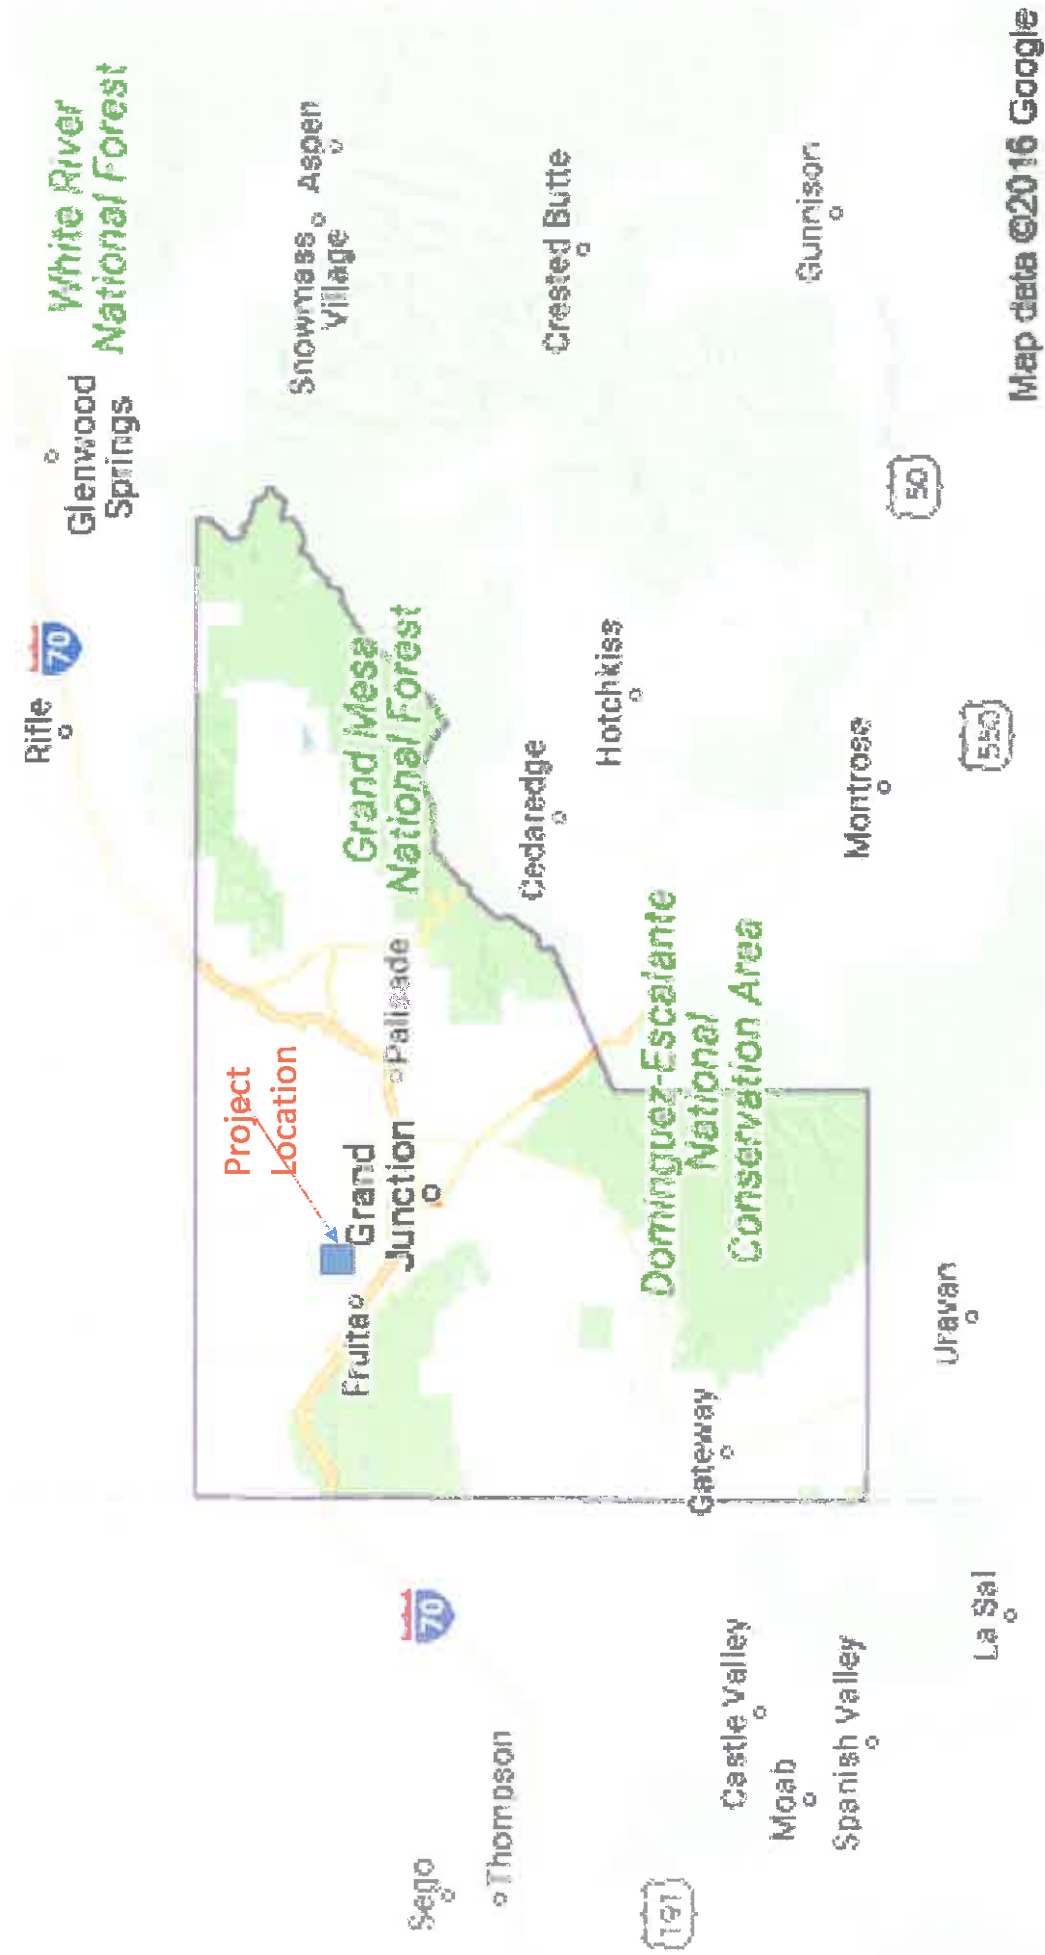 Rifle
70
White River
National Forest
Glenwood
Springs
Project
Location
Snowmass
Village
Aspen
Fruita
Grand
Junction
Palisade
Grand Mesa
National Forest
70
Sego
Thompson
Cedaredge
Crested Butte
Hotchkiss
Dominguez-Escalante
National
Conservation Area
191
Gateway
Castle Valley
Moab
Gunnison
Spanish Valley
Montrose
50
Uravan
La Sal
550
Map data ©2016 Google